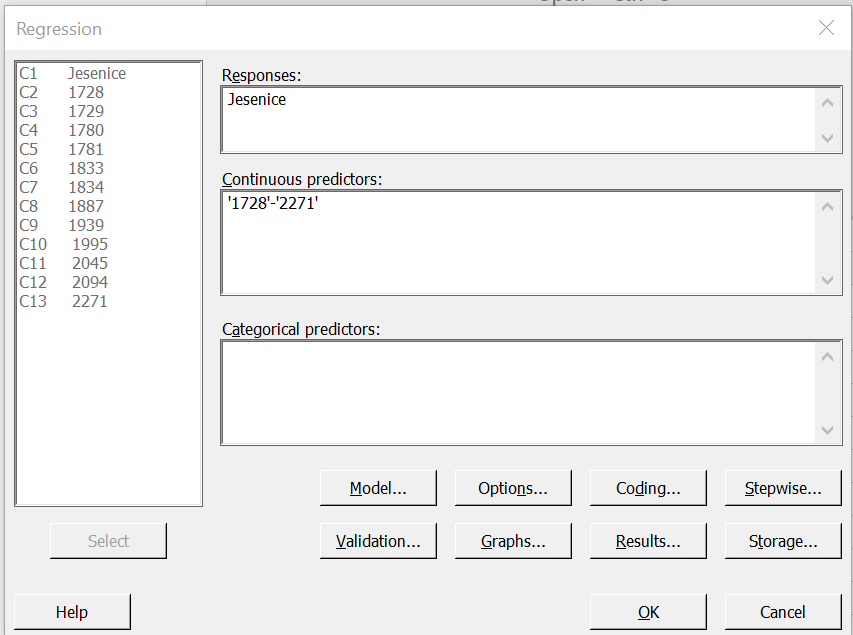 Regression
C1 Jesenice
C2 1728
C3 1729
C4 1780
C5 1781
C6 1833
C7 1834
C8 1887
C9 1939
C10 1995
C11 2045
C12 2094
C13 2271
Responses:
Jesenice
Continuous predictors:
'1728'-'2271'
Categorical predictors:
Model... Options... Coding... Stepwise...
Select Validation... Graphs... Results... Storage...
Help OK Cancel